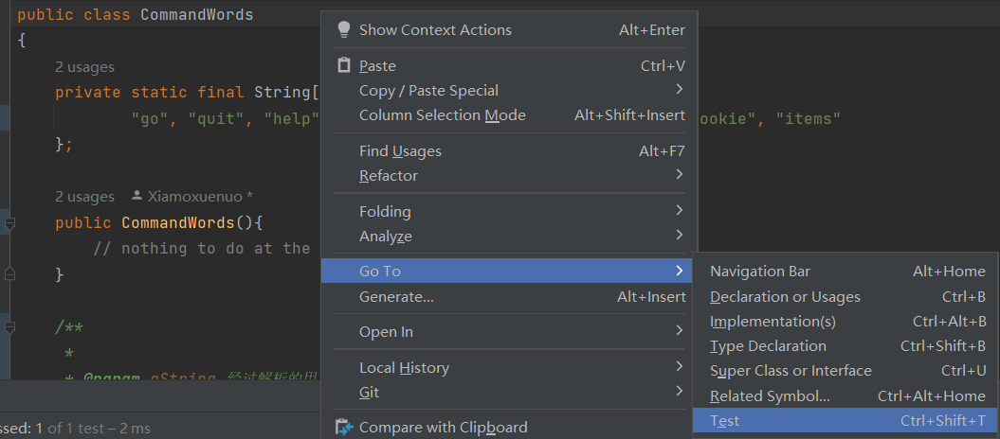 public class CommandWords
{
2 usages
private static final String[
"go", "quit", "help"
ookie", "items"
};
2 usages Xiamoxuenuo *
public CommandWords(){
// nothing to do at the
}
/**
*
* @param aString 经过解析的用
ssed: 1 of 1 test – 2 ms
Show Context Actions Alt+Enter
Paste Ctrl+V
Copy / Paste Special
Column Selection Mode Alt+Shift+Insert
Find Usages Alt+F7
Refactor
Folding
Analyze
Go To
Generate... Alt+Insert
Open In
Local History
Git
Compare with Clipboard
Navigation Bar Alt+Home
Declaration or Usages Ctrl+B
Implementation(s) Ctrl+Alt+B
Type Declaration Ctrl+Shift+B
Super Class or Interface Ctrl+U
Related Symbol... Ctrl+Alt+Home
Test Ctrl+Shift+T